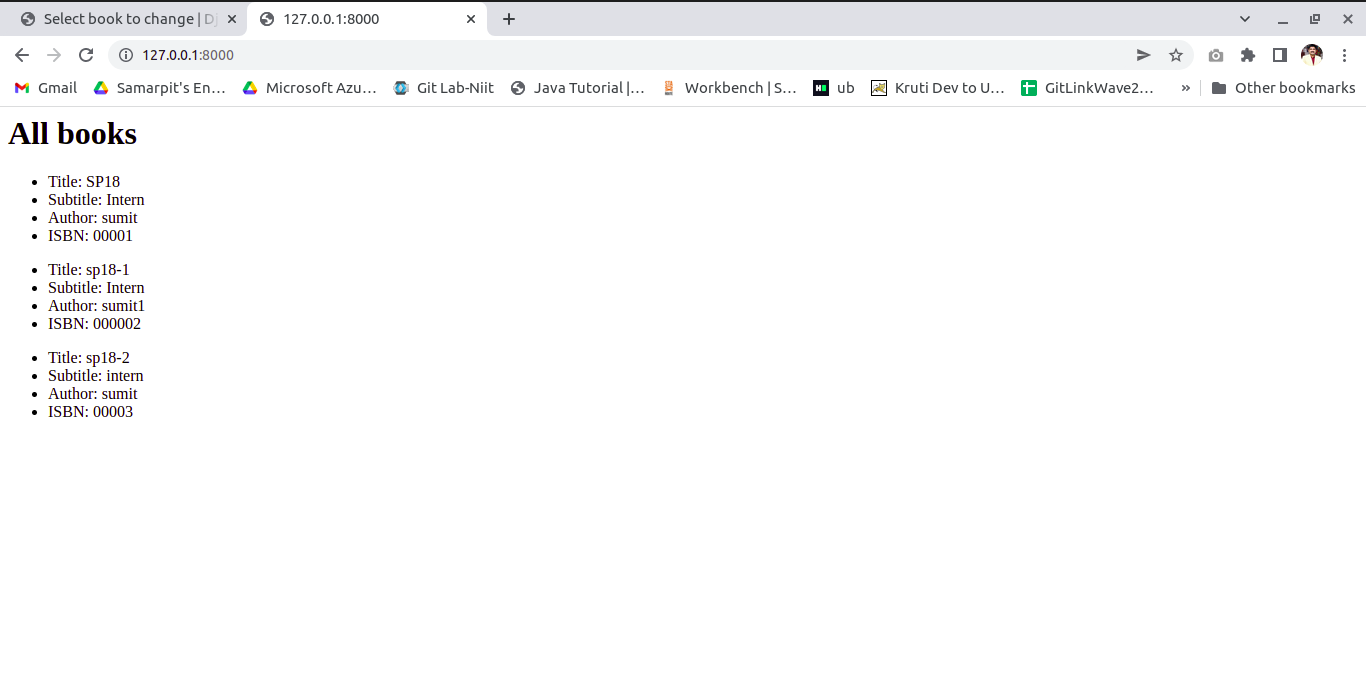 Select book to change | Dj
127.0.0.1:8000
127.0.0.1:8000
Gmail Samarpit's En... Microsoft Azu... Git Lab-Niit Java Tutorial |... Workbench | S... ub Kruti Dev to U... GitLinkWave2... » Other bookmarks
All books
• Title: SP18
• Subtitle: Intern
• Author: sumit
• ISBN: 00001
• Title: sp18-1
• Subtitle: Intern
• Author: sumit1
• ISBN: 000002
• Title: sp18-2
• Subtitle: intern
• Author: sumit
• ISBN: 00003